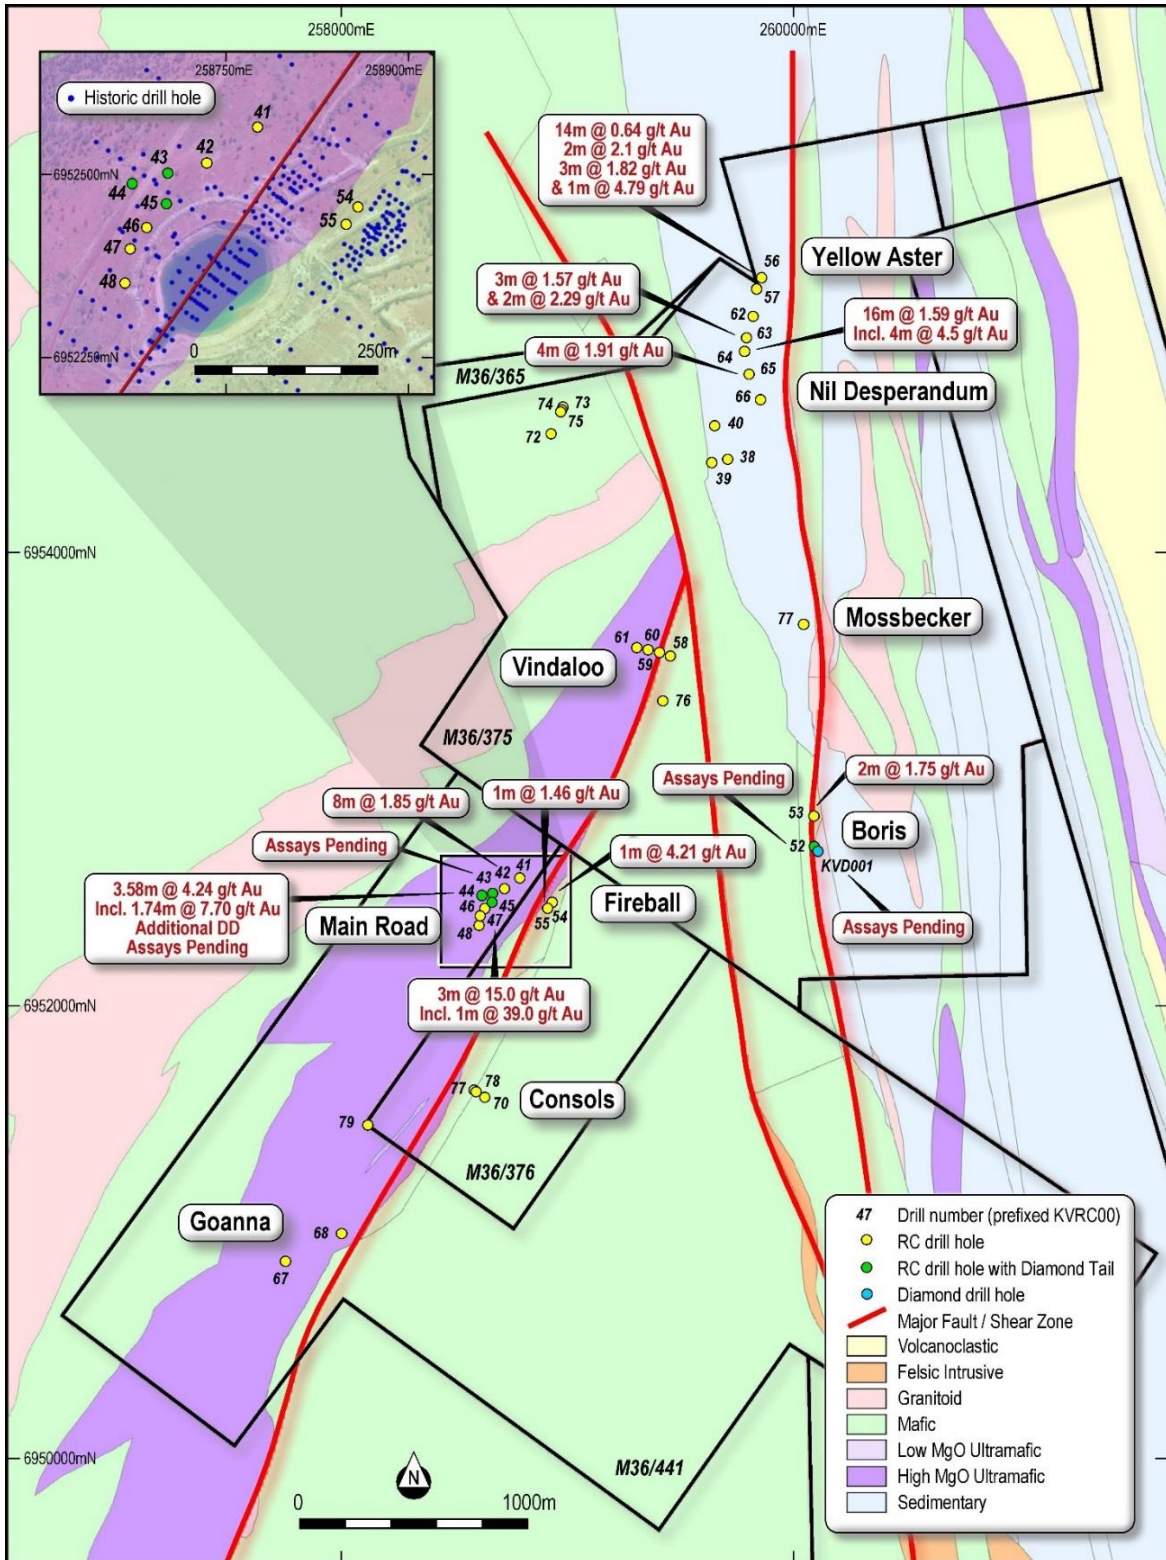 258000mE
260000mE
258750mE
258900mE
Historic drill hole
41
42
43
44
45
46
47
48
54
55
6952500mN
6952250mN
0
250m
14m @ 0.64 g/t Au
2m @ 2.1 g/t Au
3m @ 1.82 g/t Au
& 1m @ 4.79 g/t Au
Yellow Aster
56
57
3m @ 1.57 g/t Au
& 2m @ 2.29 g/t Au
62
63
16m @ 1.59 g/t Au
Incl. 4m @ 4.5 g/t Au
4m @ 1.91 g/t Au
64
65
M36/365
66
Nil Desperandum
74
73
75
72
40
38
39
6954000mN
77
Mossbecker
61
60
58
59
Vindaloo
76
M36/375
Assays Pending
2m @ 1.75 g/t Au
8m @ 1.85 g/t Au
1m @ 1.46 g/t Au
53
Boris
52
KVD001
Assays Pending
1m @ 4.21 g/t Au
41
42
43
3.58m @ 4.24 g/t Au
Incl. 1.74m @ 7.70 g/t Au
Additional DD
Assays Pending
44
45
46
47
48
Main Road
54
55
Fireball
Assays Pending
3m @ 15.0 g/t Au
Incl. 1m @ 39.0 g/t Au
6952000mN
77
78
70
Consols
79
M36/376
Goanna
68
67
47 Drill number (prefixed KVRC00)
RC drill hole
RC drill hole with Diamond Tail
Diamond drill hole
Major Fault / Shear Zone
Volcanoclastic
Felsic Intrusive
Granitoid
Mafic
Low MgO Ultramafic
High MgO Ultramafic
Sedimentary
6950000mN
M36/441
N
0
1000m